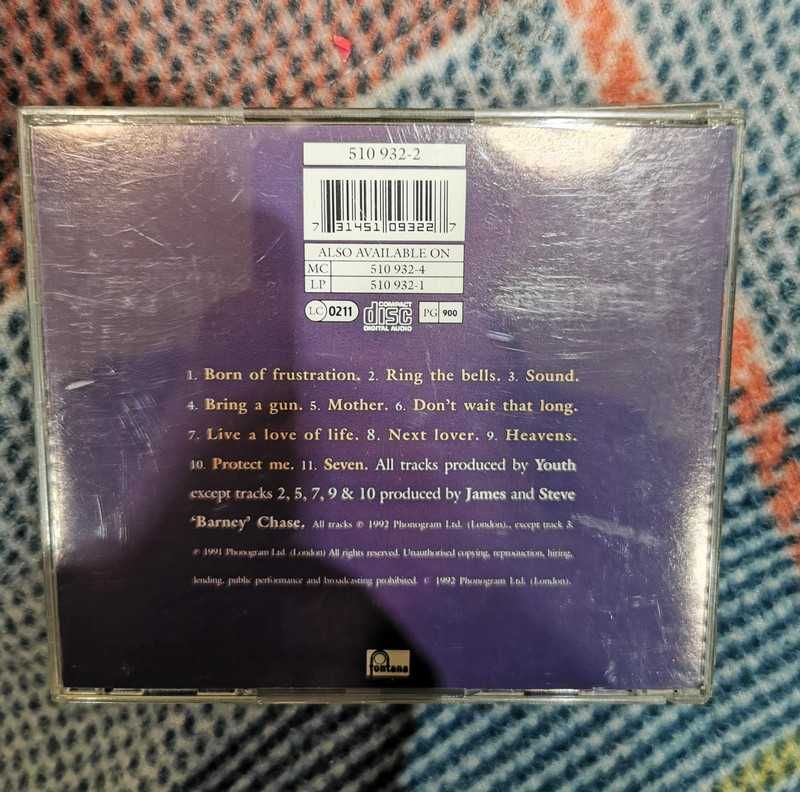 510 932-2
7 31451 09322 7
ALSO AVAILABLE ON
MC 510 932-4
LP 510 932-1
LC 0211 COMPACT disc DIGITAL AUDIO PG 900
1. Born of frustration. 2. Ring the bells. 3. Sound.
4. Bring a gun. 5. Mother. 6. Don't wait that long.
7. Live a love of life. 8. Next lover. 9. Heavens.
10. Protect me. 11. Seven. All tracks produced by Youth
except tracks 2, 5, 7, 9 & 10 produced by James and Steve
'Barney' Chase. All tracks ℗ 1992 Phonogram Ltd. (London)., except track 3.
℗ 1991 Phonogram Ltd. (London) All rights reserved. Unauthorised copying, reproduction, hiring,
lending, public performance and broadcasting prohibited. © 1992 Phonogram Ltd. (London).
fontana